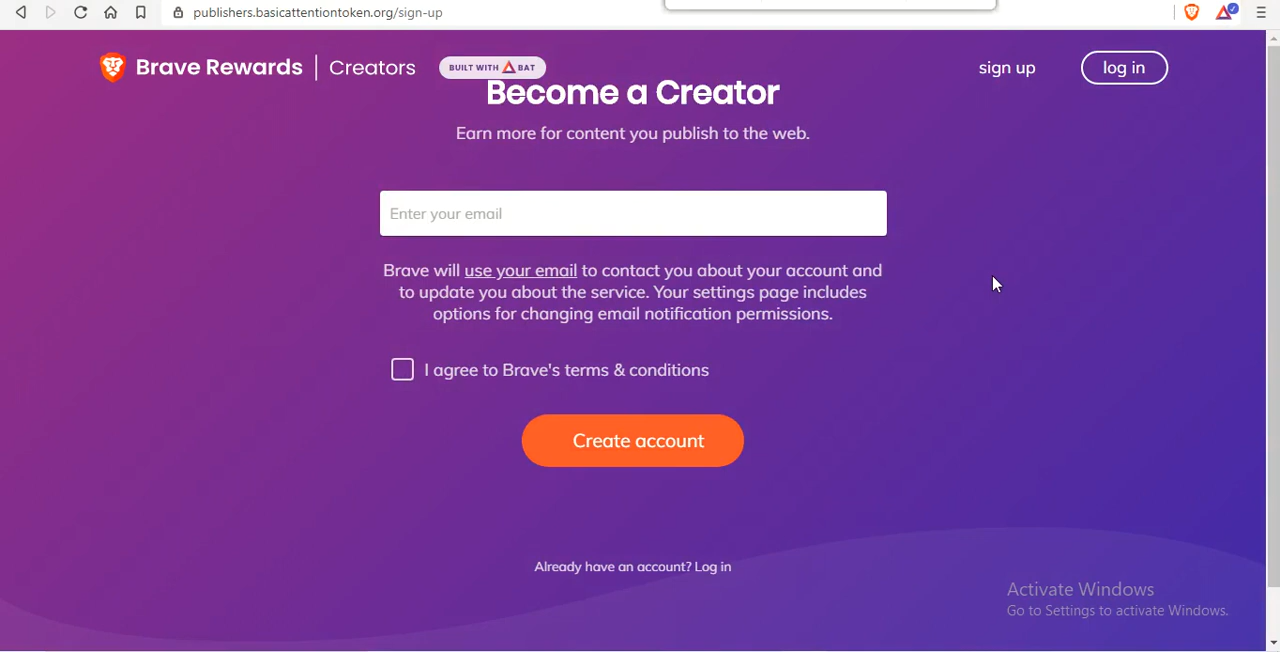 publishers.basicattentiontoken.org/sign-up
Brave Rewards | Creators
BUILT WITH BAT
sign up
log in
Become a Creator
Earn more for content you publish to the web.
Enter your email
Brave will use your email to contact you about your account and
to update you about the service. Your settings page includes
options for changing email notification permissions.
I agree to Brave's terms & conditions
Create account
Already have an account? Log in
Activate Windows
Go to Settings to activate Windows.